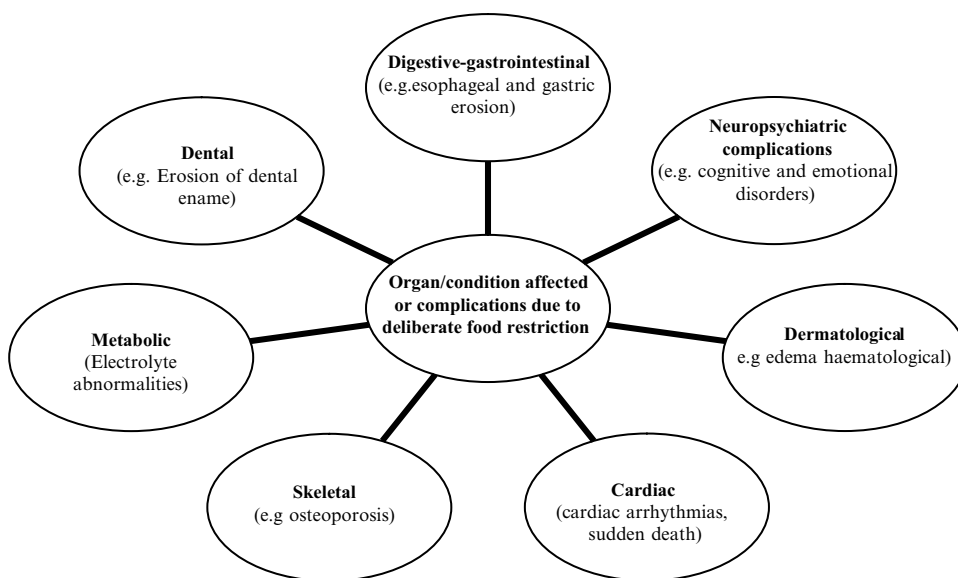 Digestive-gastrointestinal
(e.g.esophageal and gastric
erosion)
Neuropsychiatric
complications
(e.g. cognitive and emotional
disorders)
Dental
(e.g. Erosion of dental
ename)
Organ/condition affected
or complications due to
deliberate food restriction
Metabolic
(Electrolyte
abnormalities)
Dermatological
e.g edema haematological)
Skeletal
(e.g osteoporosis)
Cardiac
(cardiac arrhythmias,
sudden death)